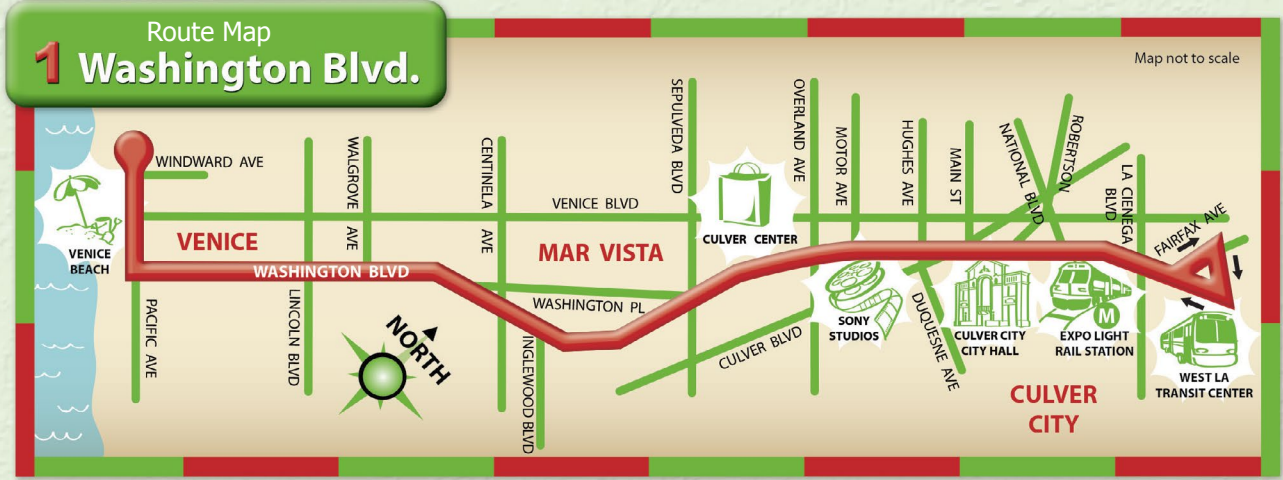 Route Map
1 Washington Blvd.
Map not to scale
WINDWARD AVE
VENICE
BEACH
VENICE
PACIFIC AVE
WASHINGTON BLVD
LINCOLN BLVD
WALGROVE AVE
NORTH
CENTINELA AVE
VENICE BLVD
MAR VISTA
WASHINGTON PL
INGLEWOOD BLVD
SEPULVEDA BLVD
CULVER CENTER
CULVER BLVD
OVERLAND AVE
MOTOR AVE
SONY
STUDIOS
HUGHES AVE
MAIN ST
DUQUESNE AVE
CULVER CITY
CITY HALL
NATIONAL BLVD
ROBERTSON
M
EXPO LIGHT
RAIL STATION
CULVER
CITY
LA CIENEGA
BLVD
FAIRFAX AVE
WEST LA
TRANSIT CENTER